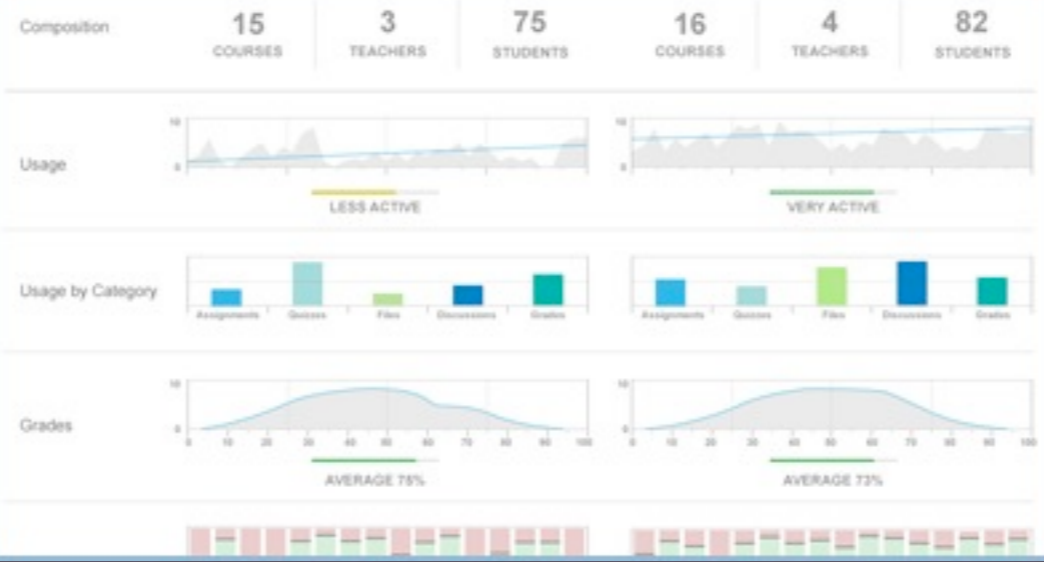 Composition
15
COURSES
3
TEACHERS
75
STUDENTS
16
COURSES
4
TEACHERS
82
STUDENTS
Usage
10
0
LESS ACTIVE
10
0
VERY ACTIVE
Usage by Category
Assignments Quizzes Files Discussions Grades
Assignments Quizzes Files Discussions Grades
Grades
10
0
0 10 20 30 40 50 60 70 80 90 100
AVERAGE 75%
10
0
0 10 20 30 40 50 60 70 80 90 100
AVERAGE 73%